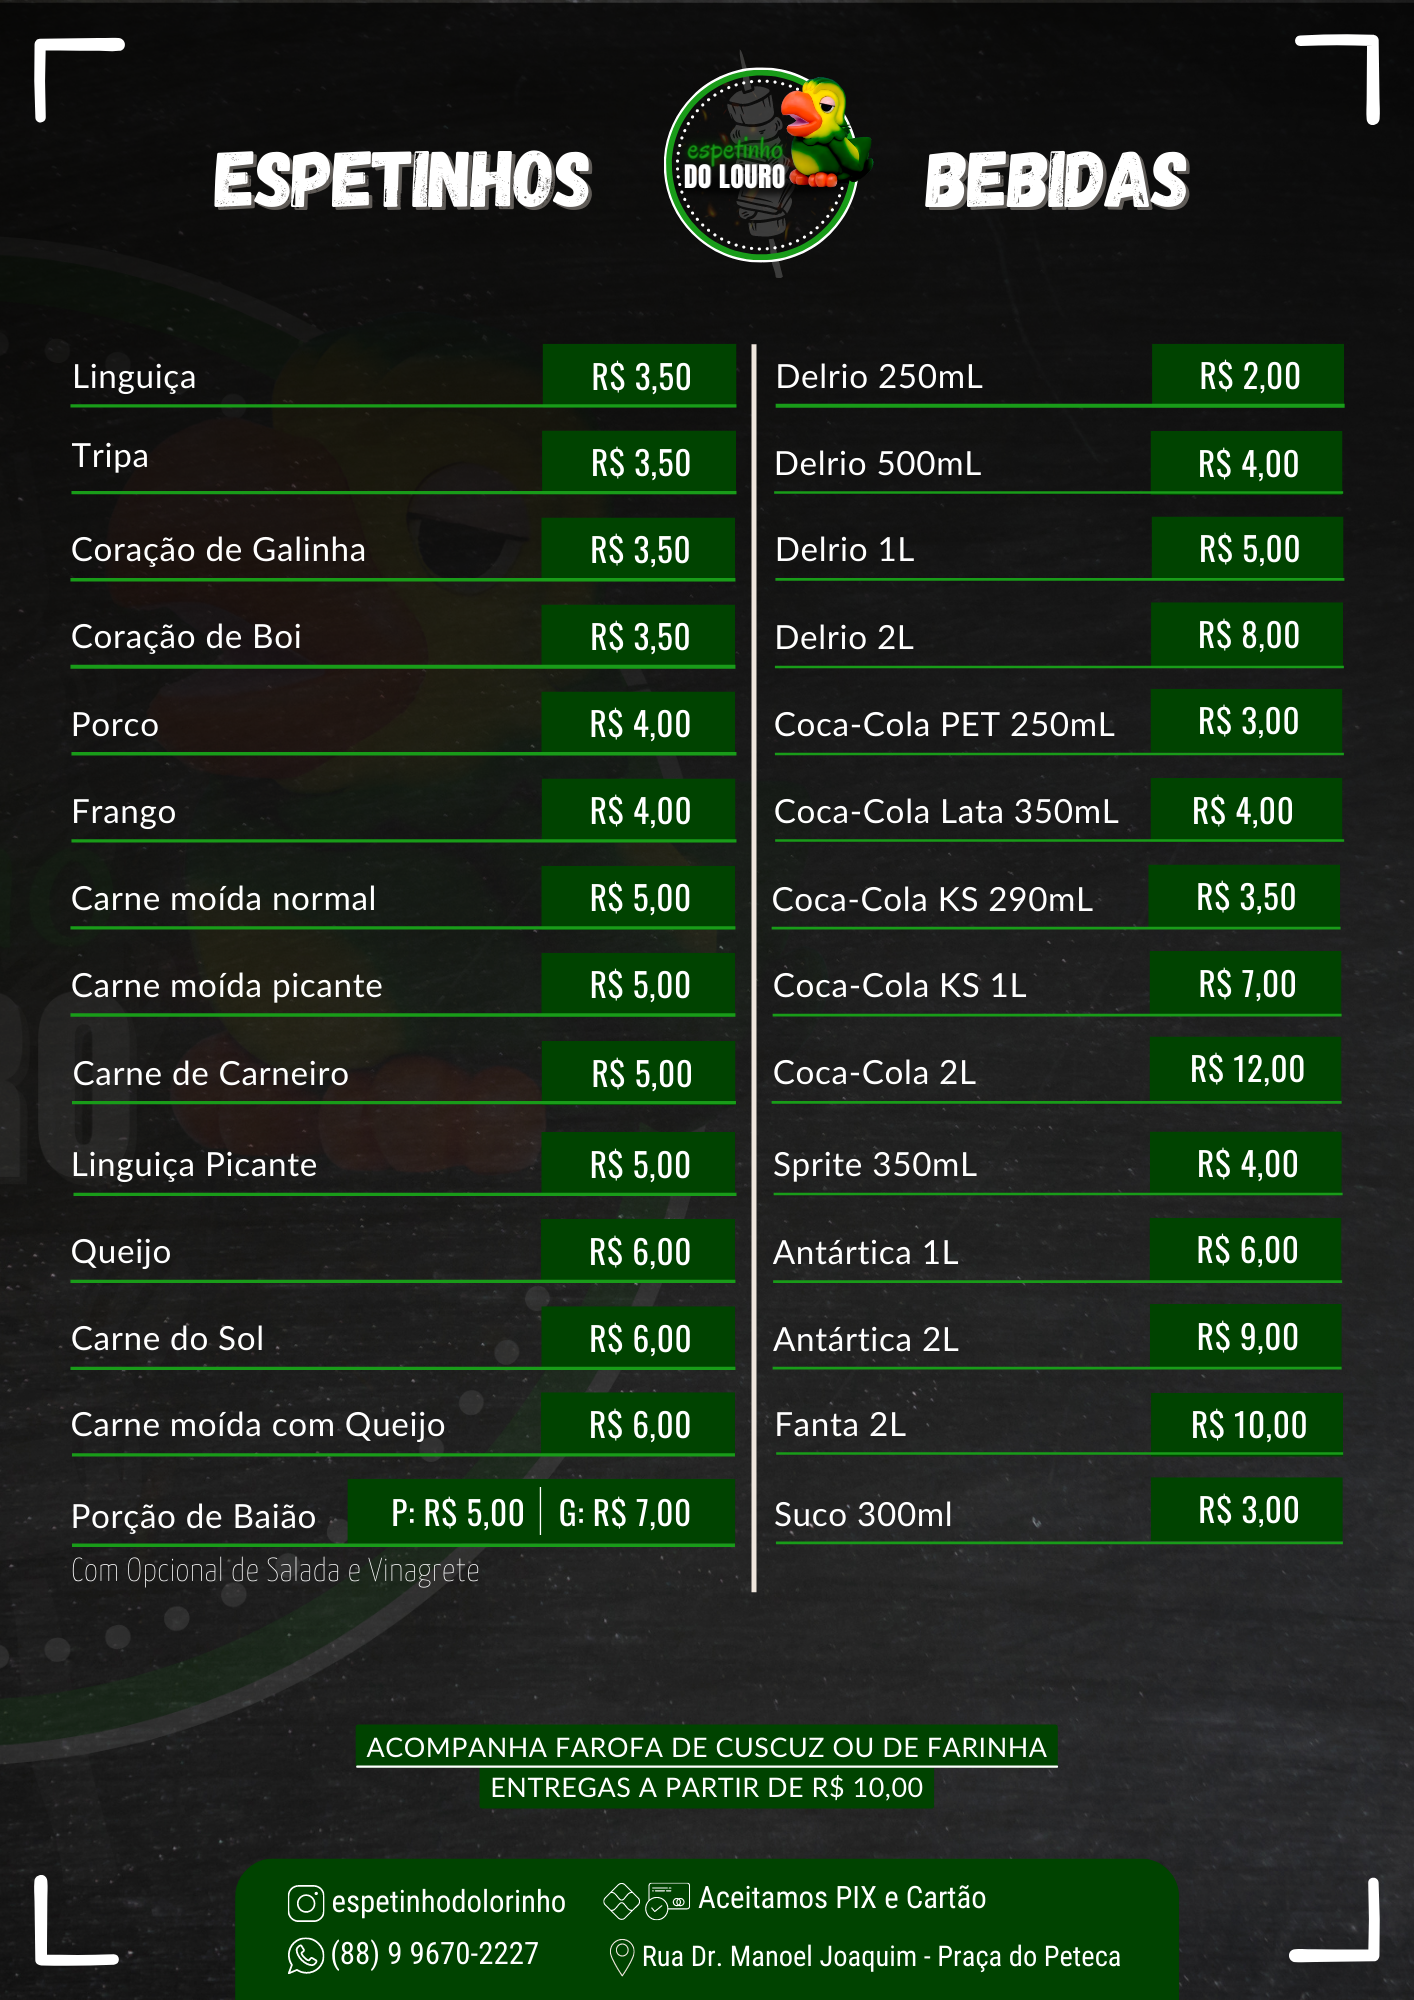 ESPETINHOS
espetinho
DO LOURO
BEBIDAS
Linguiça R$ 3,50
Tripa R$ 3,50
Coração de Galinha R$ 3,50
Coração de Boi R$ 3,50
Porco R$ 4,00
Frango R$ 4,00
Carne moída normal R$ 5,00
Carne moída picante R$ 5,00
Carne de Carneiro R$ 5,00
Linguiça Picante R$ 5,00
Queijo R$ 6,00
Carne do Sol R$ 6,00
Carne moída com Queijo R$ 6,00
Porção de Baião P: R$ 5,00 G: R$ 7,00
Com Opcional de Salada e Vinagrete
Delrio 250mL R$ 2,00
Delrio 500mL R$ 4,00
Delrio 1L R$ 5,00
Delrio 2L R$ 8,00
Coca-Cola PET 250mL R$ 3,00
Coca-Cola Lata 350mL R$ 4,00
Coca-Cola KS 290mL R$ 3,50
Coca-Cola KS 1L R$ 7,00
Coca-Cola 2L R$ 12,00
Sprite 350mL R$ 4,00
Antártica 1L R$ 6,00
Antártica 2L R$ 9,00
Fanta 2L R$ 10,00
Suco 300ml R$ 3,00
ACOMPANHA FAROFA DE CUSCUZ OU DE FARINHA
ENTREGAS A PARTIR DE R$ 10,00
espetinhodolorinho
Aceitamos PIX e Cartão
(88) 9 9670-2227
Rua Dr. Manoel Joaquim - Praça do Peteca